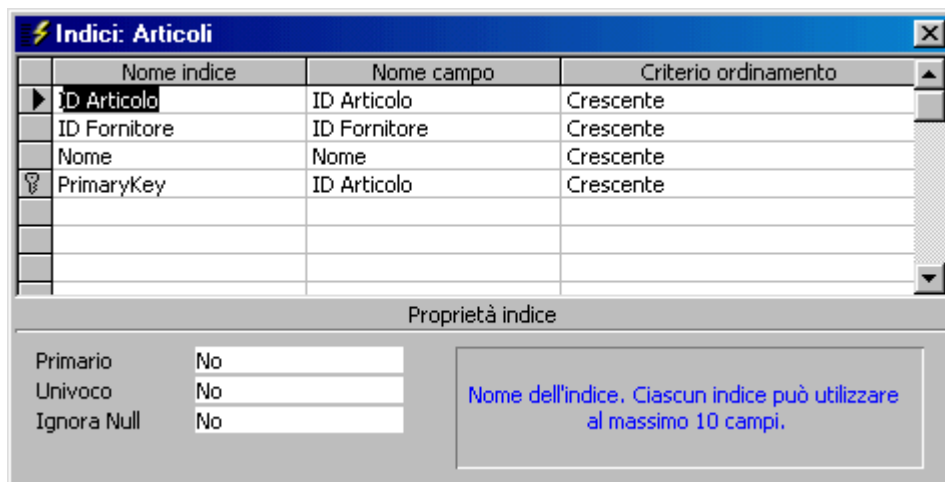 Indici: Articoli
Nome indice Nome campo Criterio ordinamento
ID Articolo ID Articolo Crescente
ID Fornitore ID Fornitore Crescente
Nome Nome Crescente
PrimaryKey ID Articolo Crescente
Proprietà indice
Primario No
Univoco No
Ignora Null No
Nome dell'indice. Ciascun indice può utilizzare
al massimo 10 campi.